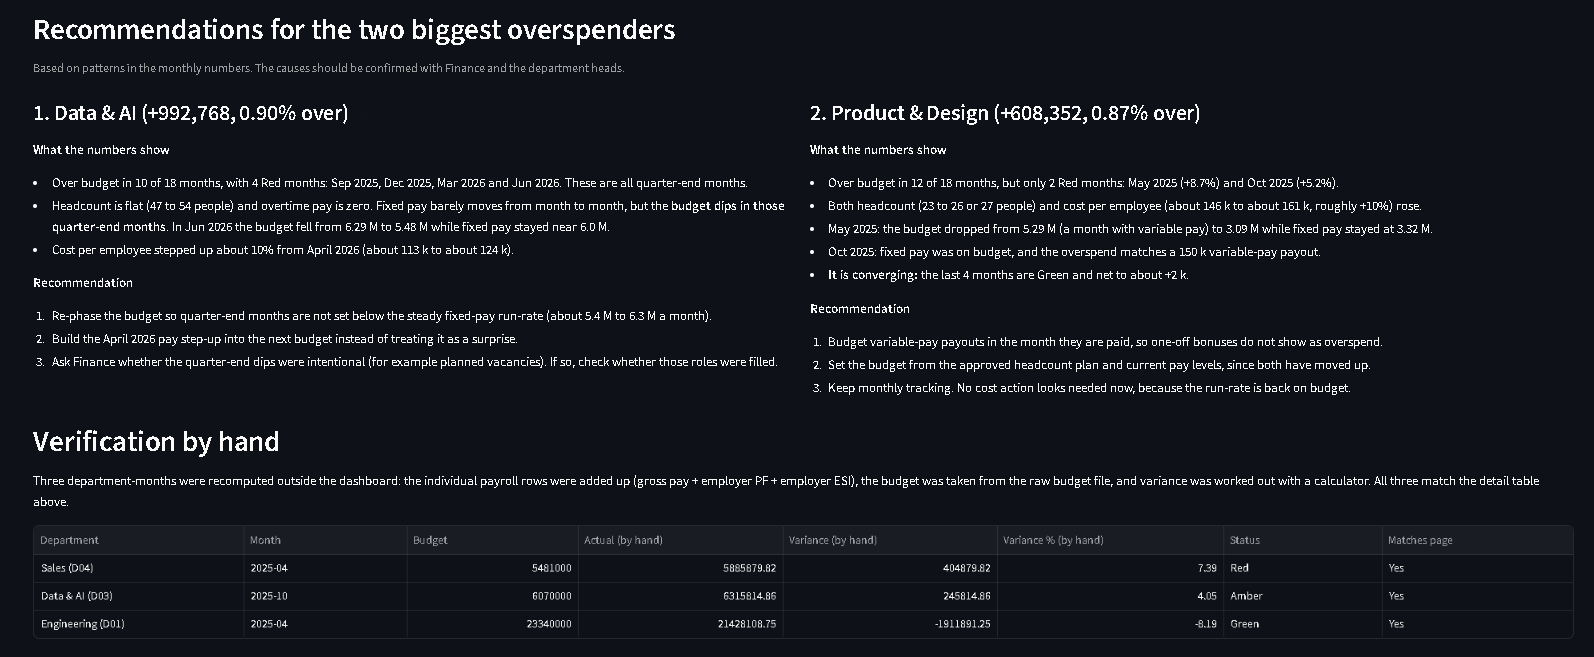 Recommendations for the two biggest overspenders
Based on patterns in the monthly numbers. The causes should be confirmed with Finance and the department heads.
1. Data & AI (+992,768, 0.90% over)
What the numbers show
• Over budget in 10 of 18 months, with 4 Red months: Sep 2025, Dec 2025, Mar 2026 and Jun 2026. These are all quarter-end months.
• Headcount is flat (47 to 54 people) and overtime pay is zero. Fixed pay barely moves from month to month, but the budget dips in those
quarter-end months. In Jun 2026 the budget fell from 6.29 M to 5.48 M while fixed pay stayed near 6.0 M.
• Cost per employee stepped up about 10% from April 2026 (about 113 k to about 124 k).
Recommendation
1. Re-phase the budget so quarter-end months are not set below the steady fixed-pay run-rate (about 5.4 M to 6.3 M a month).
2. Build the April 2026 pay step-up into the next budget instead of treating it as a surprise.
3. Ask Finance whether the quarter-end dips were intentional (for example planned vacancies). If so, check whether those roles were filled.
2. Product & Design (+608,352, 0.87% over)
What the numbers show
• Over budget in 12 of 18 months, but only 2 Red months: May 2025 (+8.7%) and Oct 2025 (+5.2%).
• Both headcount (23 to 26 or 27 people) and cost per employee (about 146 k to about 161 k, roughly +10%) rose.
• May 2025: the budget dropped from 5.29 M (a month with variable pay) to 3.09 M while fixed pay stayed at 3.32 M.
• Oct 2025: fixed pay was on budget, and the overspend matches a 150 k variable-pay payout.
• It is converging: the last 4 months are Green and net to about +2 k.
Recommendation
1. Budget variable-pay payouts in the month they are paid, so one-off bonuses do not show as overspend.
2. Set the budget from the approved headcount plan and current pay levels, since both have moved up.
3. Keep monthly tracking. No cost action looks needed now, because the run-rate is back on budget.
Verification by hand
Three department-months were recomputed outside the dashboard: the individual payroll rows were added up (gross pay + employer PF + employer ESI), the budget was taken from the raw budget file, and variance was worked out with a calculator. All three match the detail table
above.
Department Month Budget Actual (by hand) Variance (by hand) Variance % (by hand) Status Matches page
Sales (D04) 2025-04 5481000 5885879.82 404879.82 7.39 Red Yes
Data & AI (D03) 2025-10 6070000 6315814.86 245814.86 4.05 Amber Yes
Engineering (D01) 2025-04 23340000 21428108.75 -1911891.25 -8.19 Green Yes